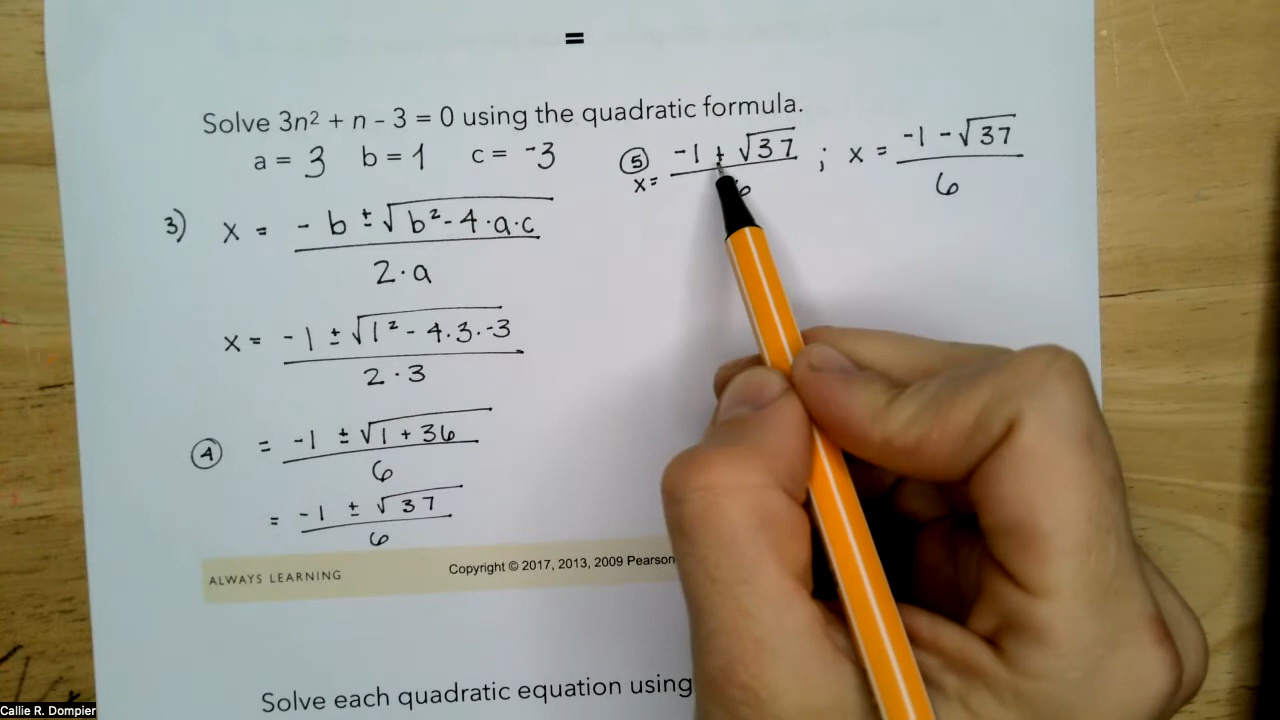 =
Solve 3n² + n - 3 = 0 using the quadratic formula.
a = 3 b = 1 c = -3
3) x = -b ± √b² - 4·a·c
2·a
x = -1 ± √1² - 4·3·-3
2·3
④ = -1 ± √1 + 36
6
= -1 ± √37
6
⑤ x = -1 + √37 ; x = -1 - √37
6 6
ALWAYS LEARNING Copyright © 2017, 2013, 2009 Pearson
Solve each quadratic equation using
Callie R. Dompier